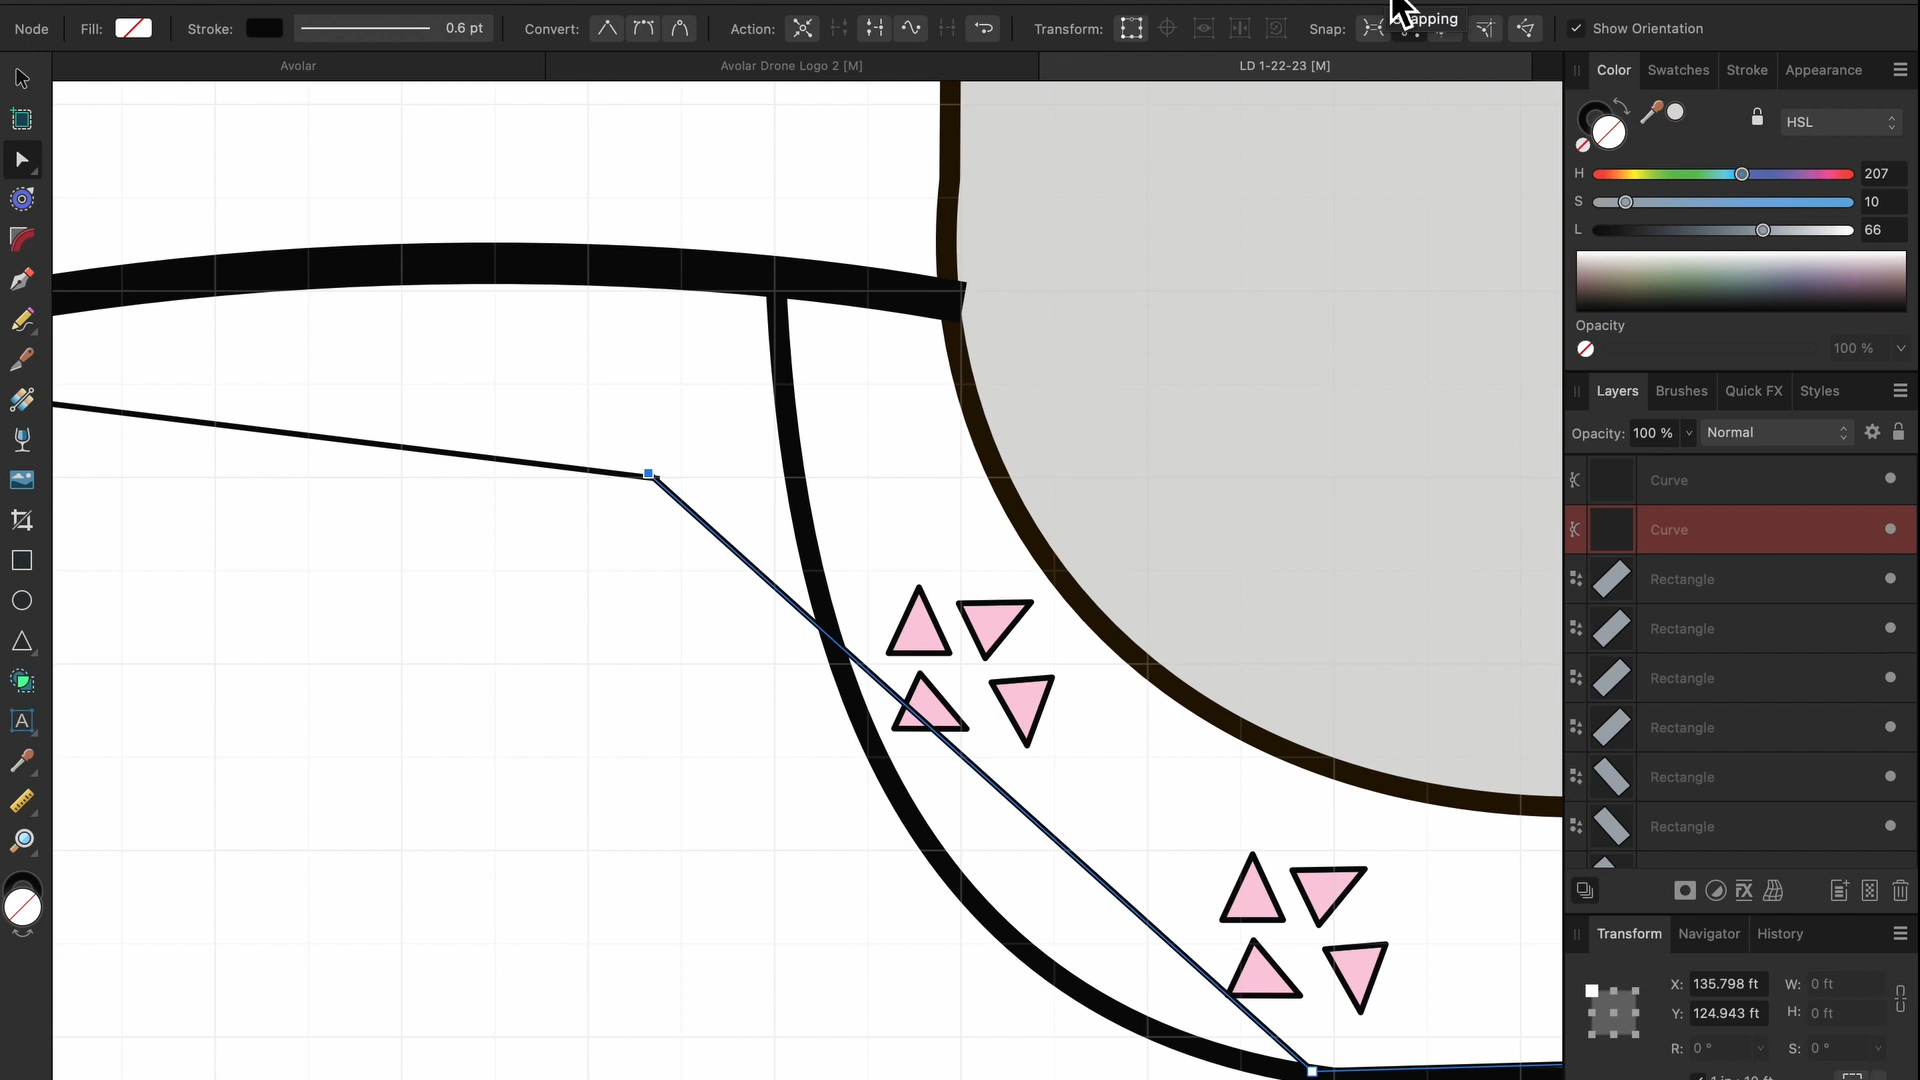 Node Fill: Stroke: 0.6 pt Convert: Action: Transform: Snap: Show Orientation
apping
Avolar
Avolar Drone Logo 2 [M]
LD 1-22-23 [M]
Color Swatches Stroke Appearance
HSL
H 207
S 10
L 66
Opacity
100 %
Layers Brushes Quick FX Styles
Opacity: 100 % Normal
Curve
Curve
Rectangle
Rectangle
Rectangle
Rectangle
Rectangle
Rectangle
FX
A
Transform Navigator History
X: 135.798 ft W: 0 ft
Y: 124.943 ft H: 0 ft
R: 0 ° S: 0 °